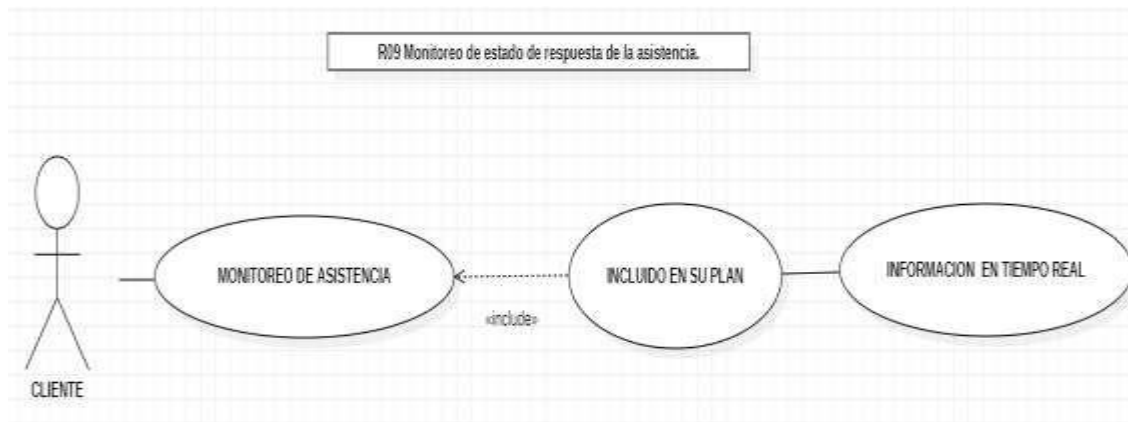 R09 Monitoreo de estado de respuesta de la asistencia.
MONITOREO DE ASISTENCIA
«include»
INCLUIDO EN SU PLAN
INFORMACION EN TIEMPO REAL
CLIENTE